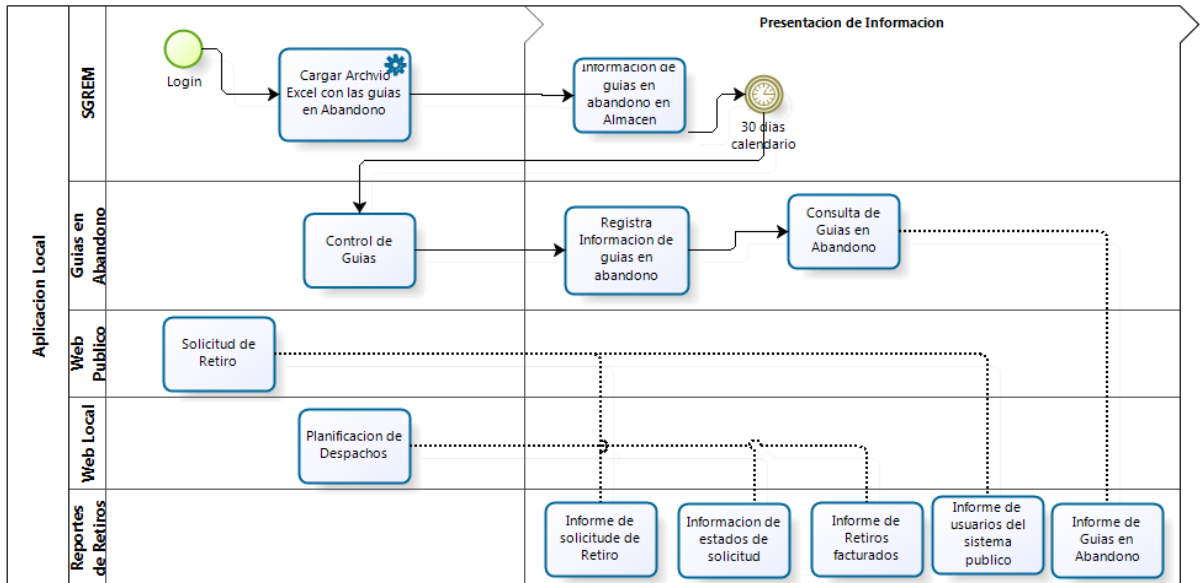 Presentacion de Informacion
Aplicacion Local
SGREM
Login
Cargar Archvio
Excel con las guias
en Abandono
Informacion de
guias en
abandono en
Almacen
30 dias
calendario
Guias en
Abandono
Control de
Guias
Registra
Informacion de
guias en
abandono
Consulta de
Guias en
Abandono
Web
Publico
Solicitud de
Retiro
Web Local
Planificacion de
Despachos
Reportes
de Retiros
Informe de
solicitude de
Retiro
Informacion de
estados de
solicitud
Informe de
Retiros
facturados
Informe de
usuarios del
sistema
publico
Informe de
Guias en
Abandono